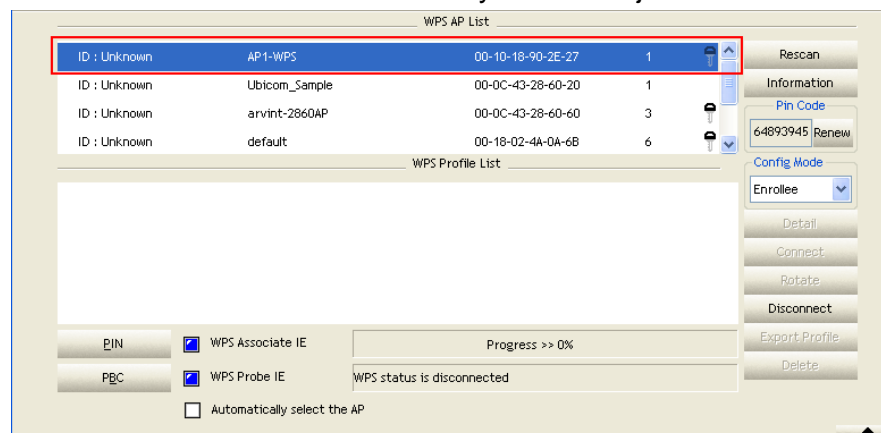 WPS AP List
ID : Unknown AP1-WPS 00-10-18-90-2E-27 1
ID : Unknown Ubicom_Sample 00-0C-43-28-60-20 1
ID : Unknown arvint-2860AP 00-0C-43-28-60-60 3
ID : Unknown default 00-18-02-4A-0A-6B 6
Rescan
Information
Pin Code
64893945 Renew
WPS Profile List
Config Mode
Enrollee
Detail
Connect
Rotate
Disconnect
Export Profile
Delete
PIN WPS Associate IE Progress >> 0%
PBC WPS Probe IE WPS status is disconnected
Automatically select the AP